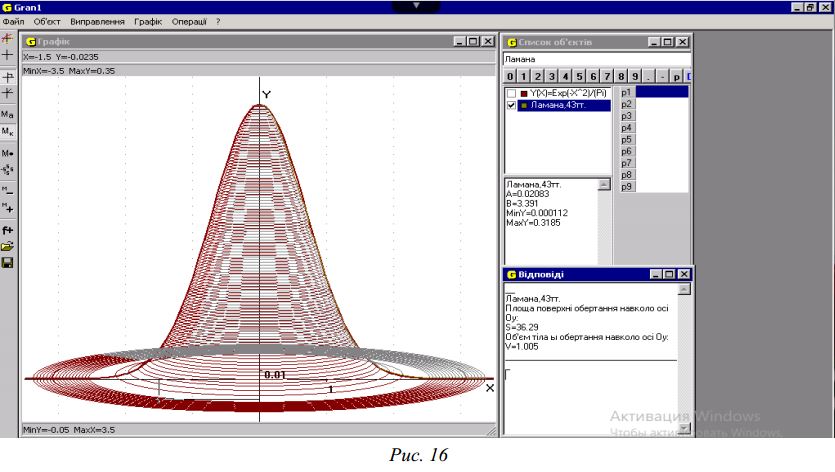 Gran1
Файл Об'єкт Виправлення Графік Операції ?
Графік
X=-1.5 Y=-0.0235
MinX=-3.5 MaxY=0.35
Y
0.01
1
X
MinY=-0.05 MaxX=3.5
Ma
Mк
M•
M
M+
f+
Список об'єктів
Ламана
0 1 2 3 4 5 6 7 8 9 . - p
Y(X)=Exp(-X^2)/(Pi)
Ламана,43тт.
p1
p2
p3
p4
p5
p6
p7
p8
p9
Ламана,43тт.
A=0.02083
B=3.391
MinY=0.000112
MaxY=0.3185
Відповіді
Ламана,43тт.
Площа поверхні обертання навколо осі
Oy:
S=36.29
Об'єм тіла ы обертання навколо осі Oy:
V=1.005
Активация Windows
Чтобы активировать Windows,
Рис. 16